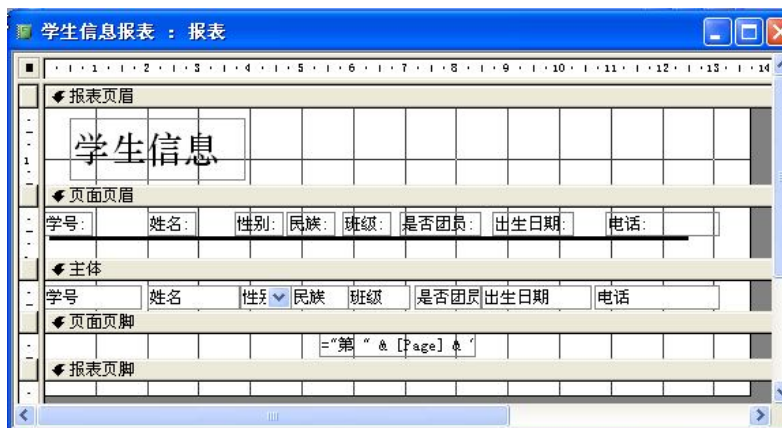 学生信息报表 : 报表
1 2 3 4 5 6 7 8 9 10 11 12 13 14
报表页眉
1
学生信息
页面页眉
学号: 姓名: 性别: 民族: 班级: 是否团员: 出生日期: 电话:
主体
学号 姓名 民族 班级 是否团员 出生日期 电话
页面页脚
="第 " & [Page] & '
报表页脚